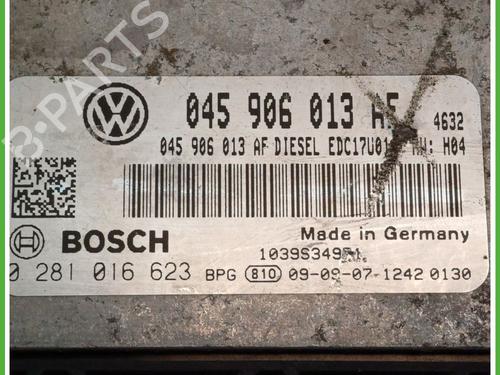 045 906 013 AF 4632
045 906 013 AF DIESEL EDC17U01 HW: H04
BOSCH Made in Germany
0 281 016 623 BPG 810 09-09-07-1242 0130
B-PARTS